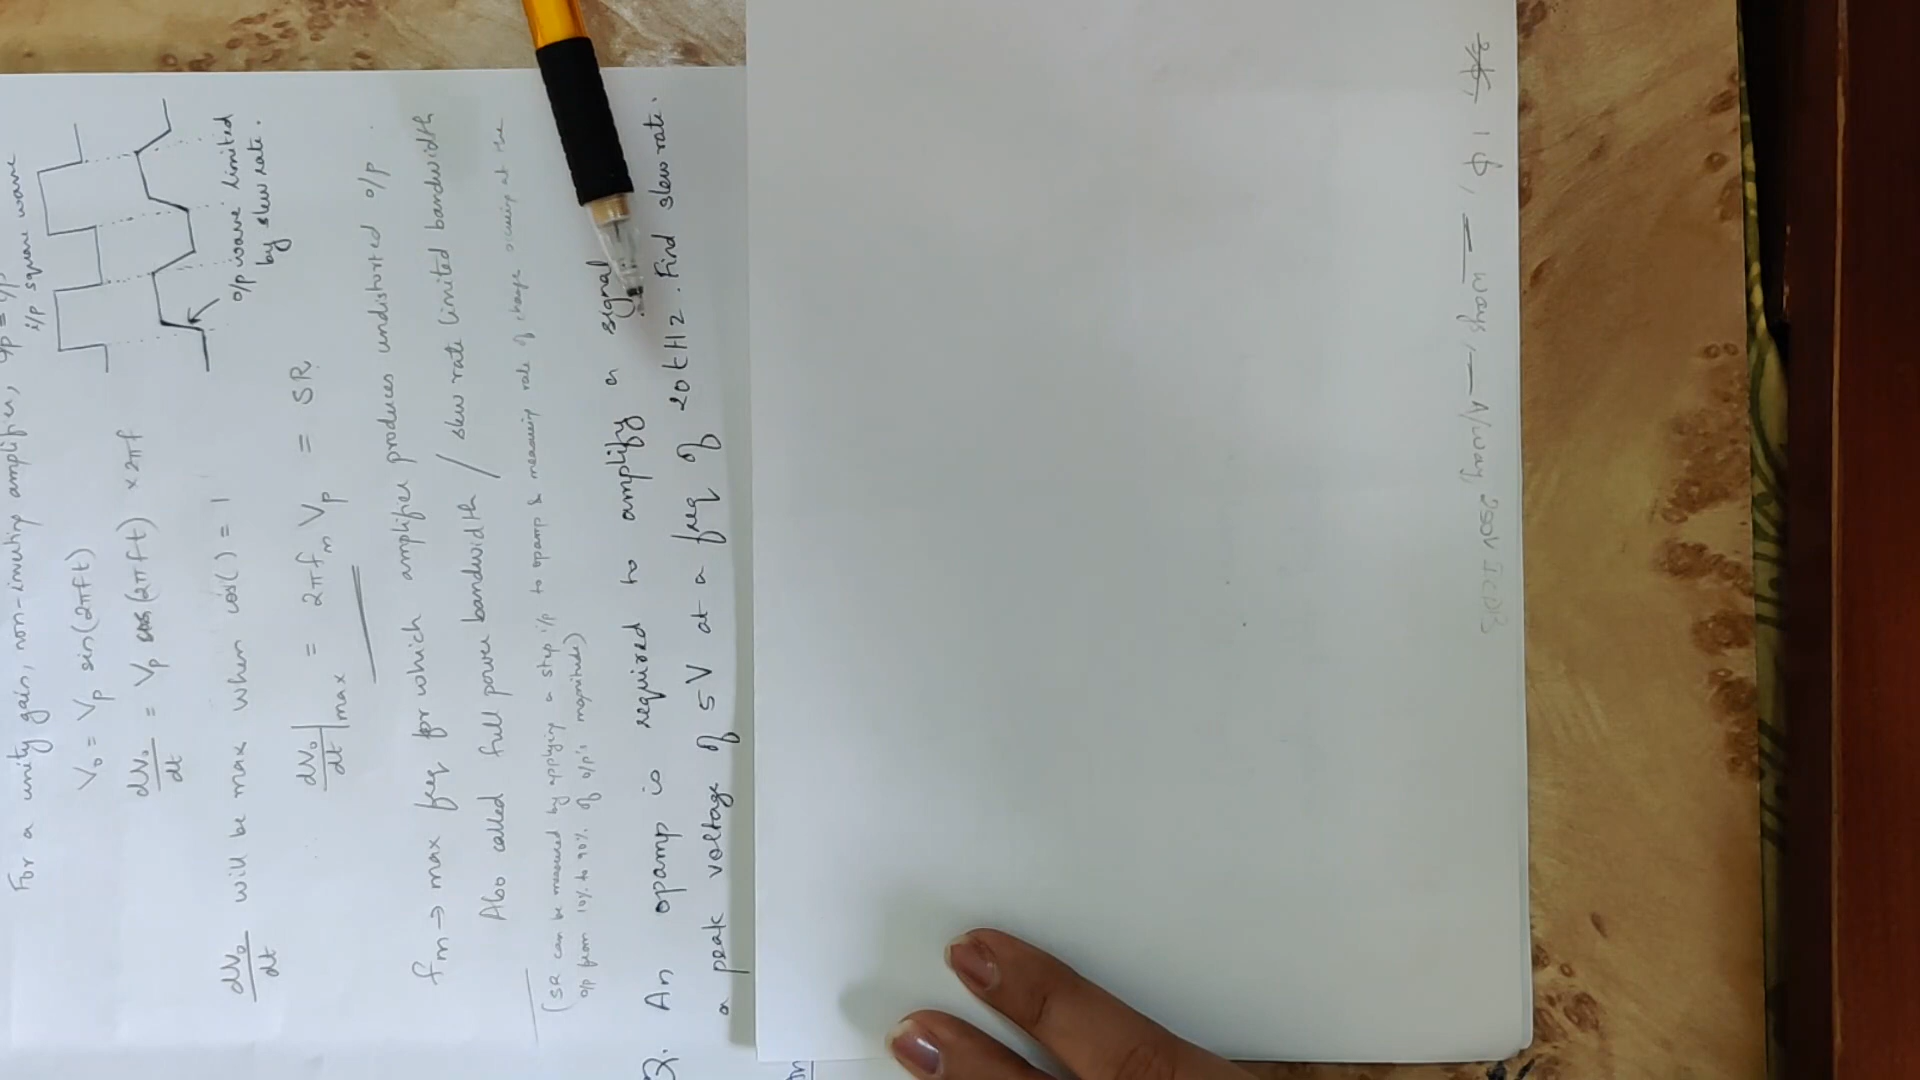 For a unity gain, non-inverting amplifier,
i/p square wave
V₀ = Vp sin(2πft)
dV₀/dt = Vp cos(2πft) × 2πf
o/p wave limited
by slew rate.
dV₀/dt will be max when cos( ) = 1
dV₀/dt|max = 2πfm Vp = SR
fm → max freq for which amplifier produces undistorted o/p.
Also called full power bandwidth / slew rate limited bandwidth
(SR can be measured by applying a step i/p to opamp & measuring rate of change occuring at the
o/p from 10% to 90% of o/p's magnitude)
Q. An opamp is required to amplify a signal
a peak voltage of 5V at a freq of 20kHz. Find slew rate.
1 ϕ, ways, A/way 250V